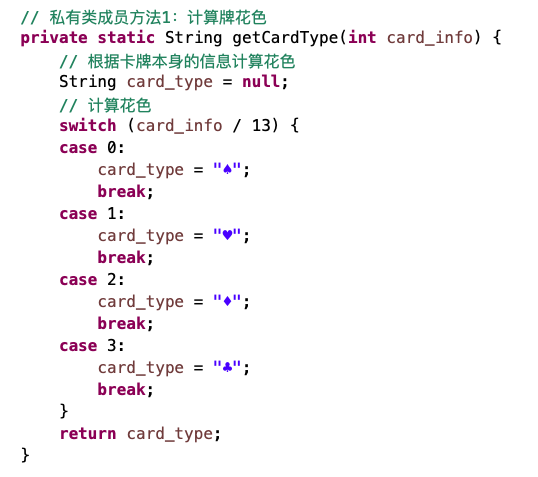 // 私有类成员方法1：计算牌花色
private static String getCardType(int card_info) {
    // 根据卡牌本身的信息计算花色
    String card_type = null;
    // 计算花色
    switch (card_info / 13) {
    case 0:
        card_type = "♠";
        break;
    case 1:
        card_type = "♥";
        break;
    case 2:
        card_type = "♦";
        break;
    case 3:
        card_type = "♣";
        break;
    }
    return card_type;
}